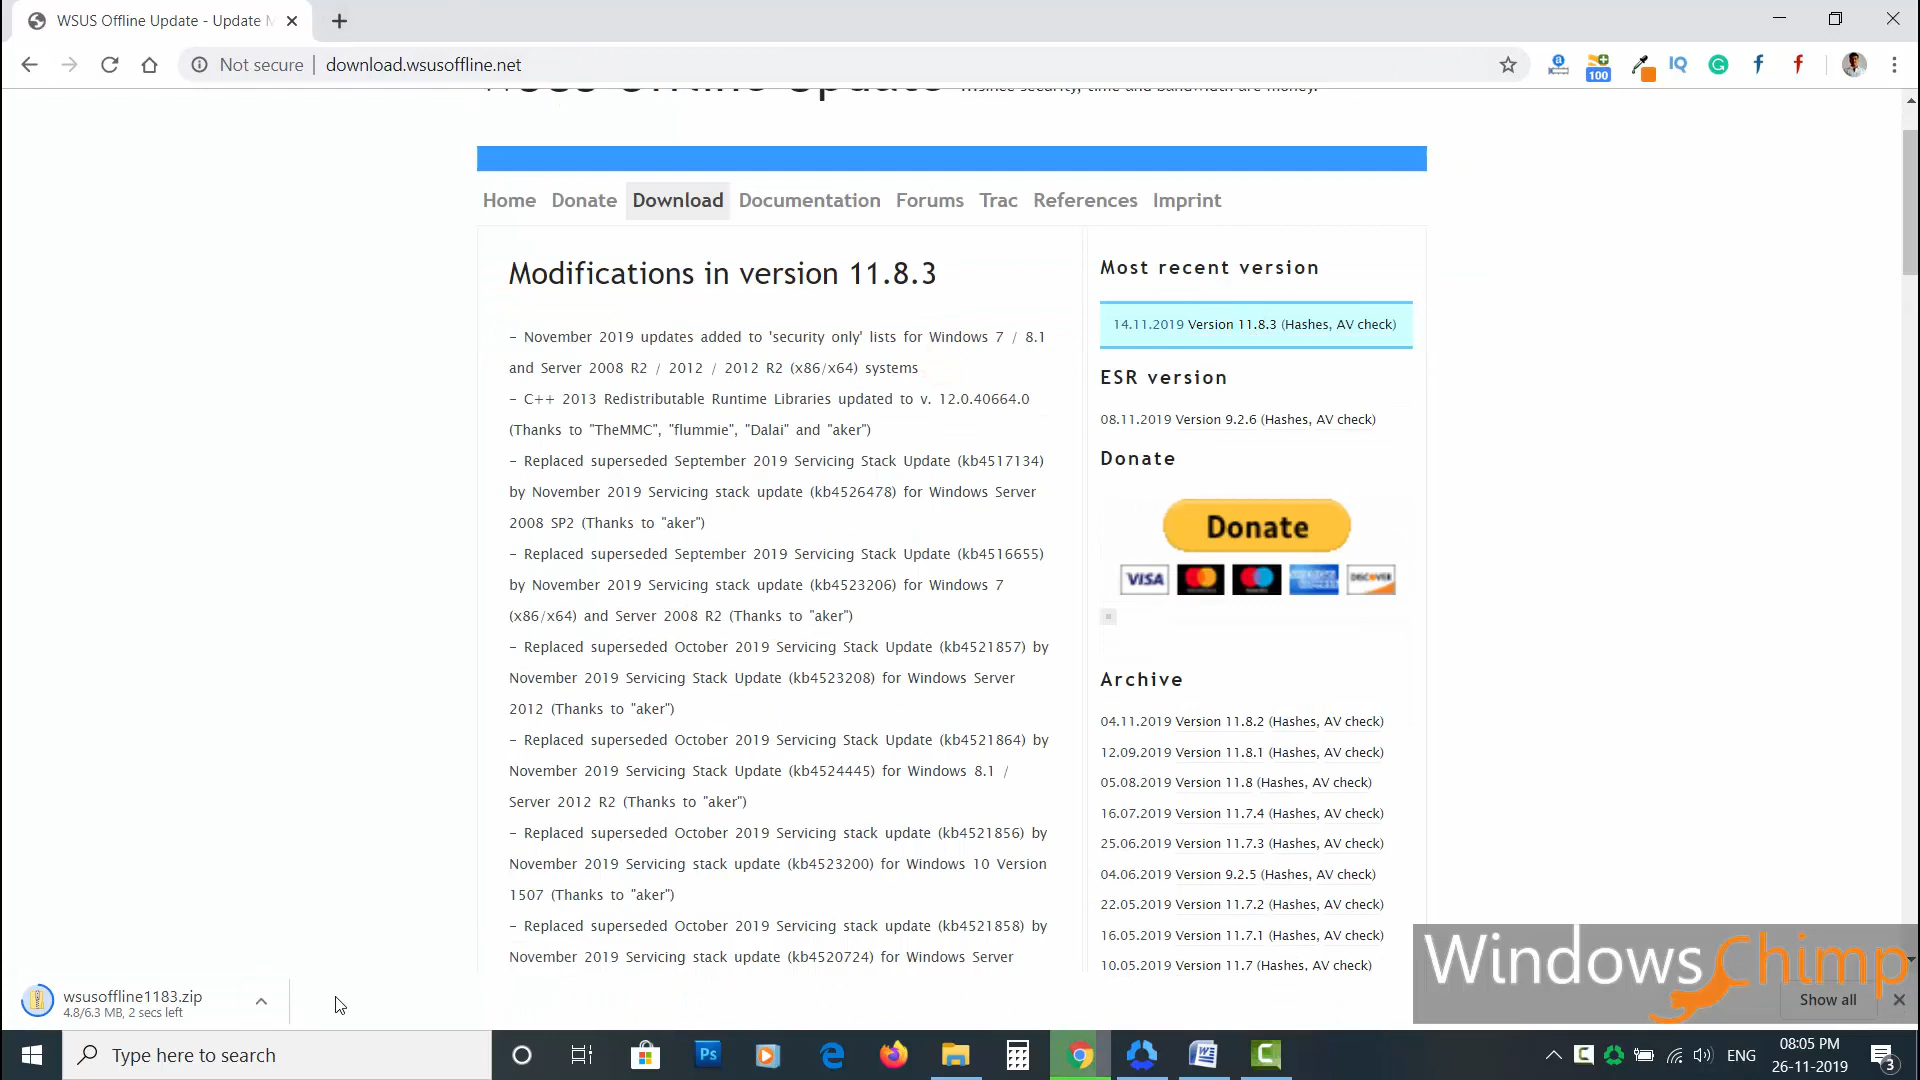 WSUS Offline Update - Update M
Not secure | download.wsusoffline.net
100
IQ
WSUS Offline Update ...since security, time and bandwidth are money.
Home Donate Download Documentation Forums Trac References Imprint
Modifications in version 11.8.3
- November 2019 updates added to 'security only' lists for Windows 7 / 8.1
and Server 2008 R2 / 2012 / 2012 R2 (x86/x64) systems
- C++ 2013 Redistributable Runtime Libraries updated to v. 12.0.40664.0
(Thanks to "TheMMC", "flummie", "Dalai" and "aker")
- Replaced superseded September 2019 Servicing Stack Update (kb4517134)
by November 2019 Servicing stack update (kb4526478) for Windows Server
2008 SP2 (Thanks to "aker")
- Replaced superseded September 2019 Servicing Stack Update (kb4516655)
by November 2019 Servicing stack update (kb4523206) for Windows 7
(x86/x64) and Server 2008 R2 (Thanks to "aker")
- Replaced superseded October 2019 Servicing Stack Update (kb4521857) by
November 2019 Servicing Stack Update (kb4523208) for Windows Server
2012 (Thanks to "aker")
- Replaced superseded October 2019 Servicing Stack Update (kb4521864) by
November 2019 Servicing Stack Update (kb4524445) for Windows 8.1 /
Server 2012 R2 (Thanks to "aker")
- Replaced superseded October 2019 Servicing stack update (kb4521856) by
November 2019 Servicing stack update (kb4523200) for Windows 10 Version
1507 (Thanks to "aker")
- Replaced superseded October 2019 Servicing stack update (kb4521858) by
November 2019 Servicing stack update (kb4520724) for Windows Server
Most recent version
14.11.2019 Version 11.8.3 (Hashes, AV check)
ESR version
08.11.2019 Version 9.2.6 (Hashes, AV check)
Donate
Donate
VISA
DISCOVER
Archive
04.11.2019 Version 11.8.2 (Hashes, AV check)
12.09.2019 Version 11.8.1 (Hashes, AV check)
05.08.2019 Version 11.8 (Hashes, AV check)
16.07.2019 Version 11.7.4 (Hashes, AV check)
25.06.2019 Version 11.7.3 (Hashes, AV check)
04.06.2019 Version 9.2.5 (Hashes, AV check)
22.05.2019 Version 11.7.2 (Hashes, AV check)
16.05.2019 Version 11.7.1 (Hashes, AV check)
10.05.2019 Version 11.7 (Hashes, AV check)
WindowsChimp
wsusoffline1183.zip
4.8/6.3 MB, 2 secs left
Show all
Type here to search
Ps
ENG
08:05 PM
26-11-2019
3